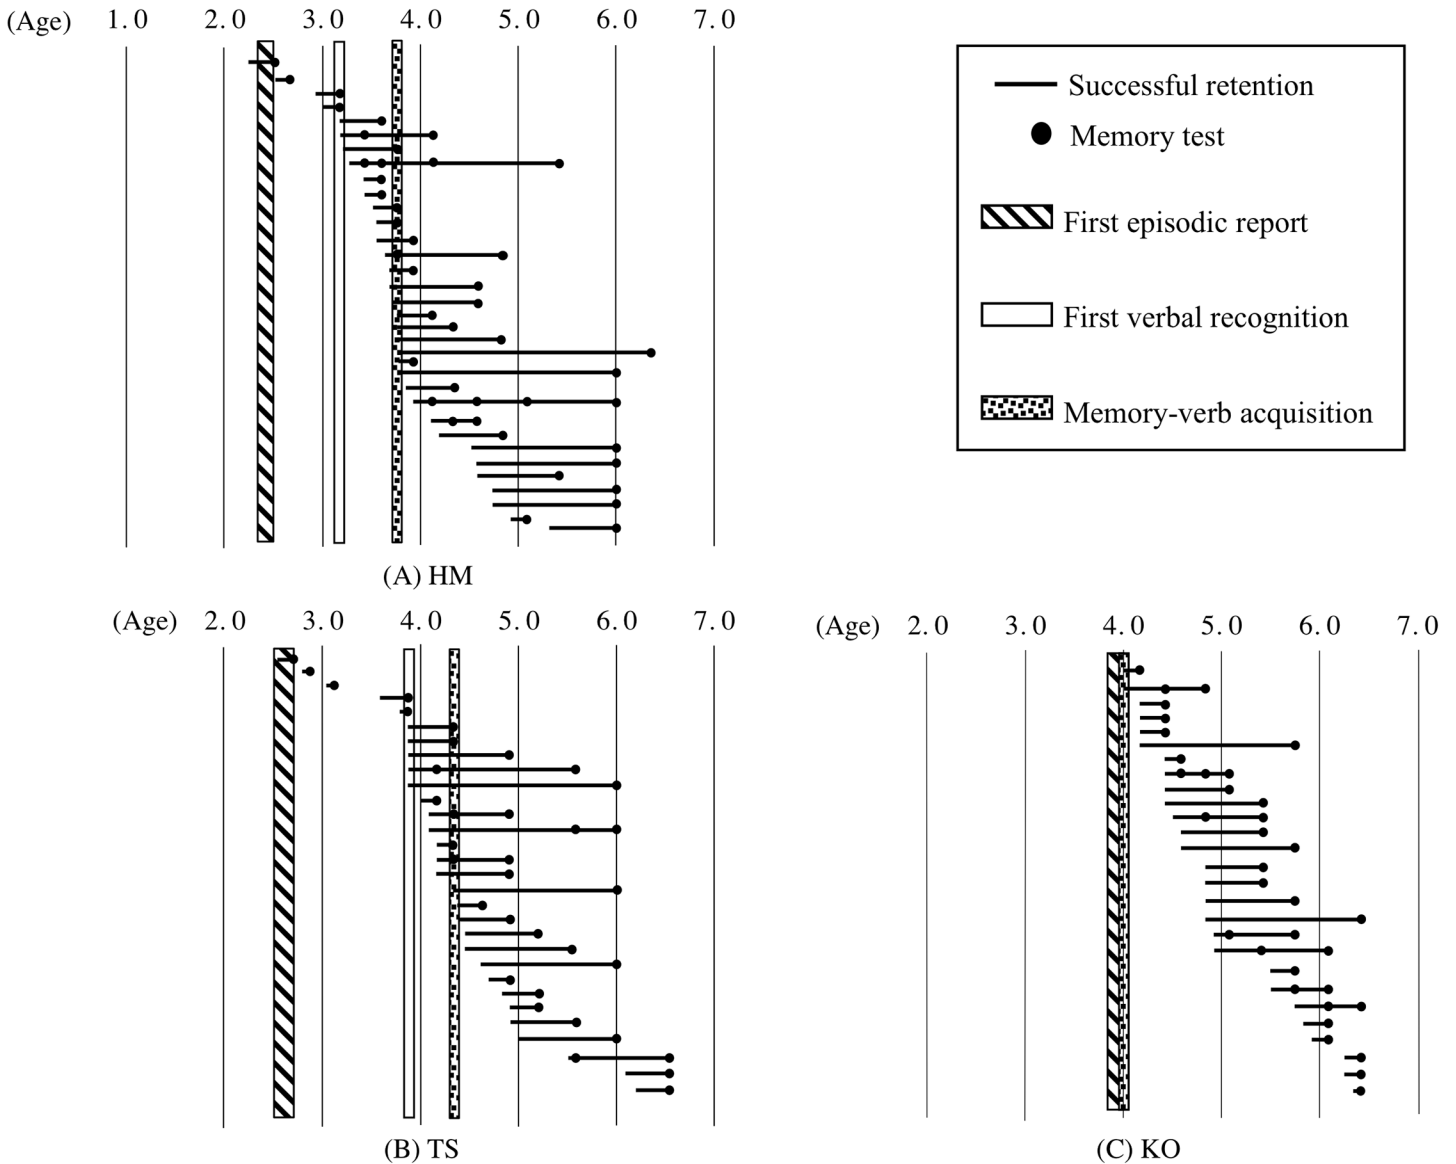 (Age) 1.0 2.0 3.0 4.0 5.0 6.0 7.0
Successful retention
Memory test
First episodic report
First verbal recognition
Memory-verb acquisition
(A) HM
(Age) 2.0 3.0 4.0 5.0 6.0 7.0
(B) TS
(Age) 2.0 3.0 4.0 5.0 6.0 7.0
(C) KO